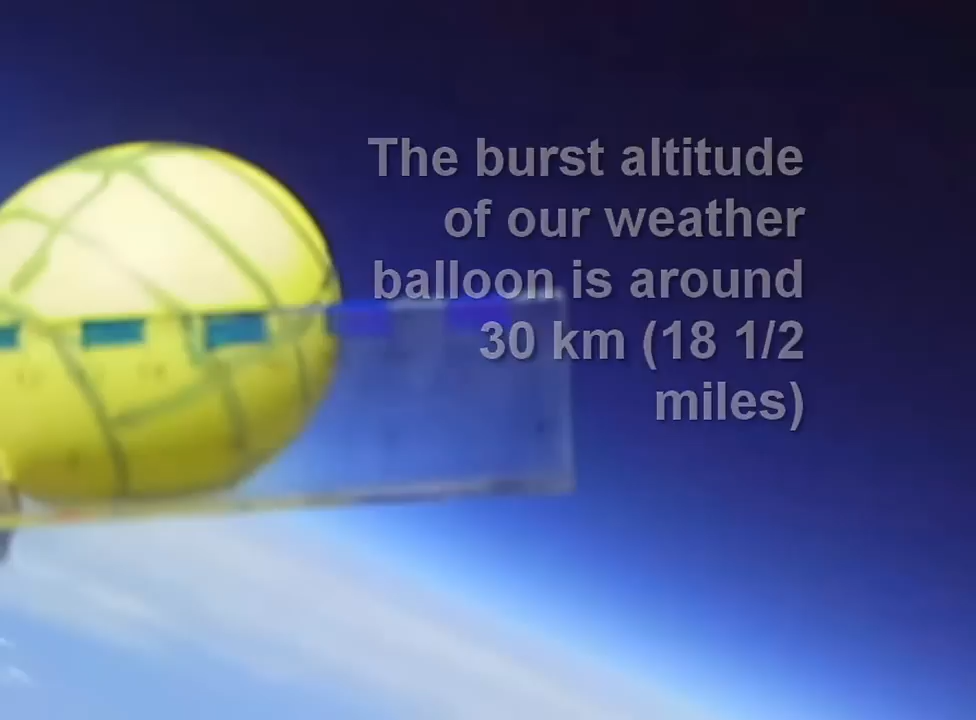 The burst altitude
of our weather
balloon is around
30 km (18 1/2
miles)